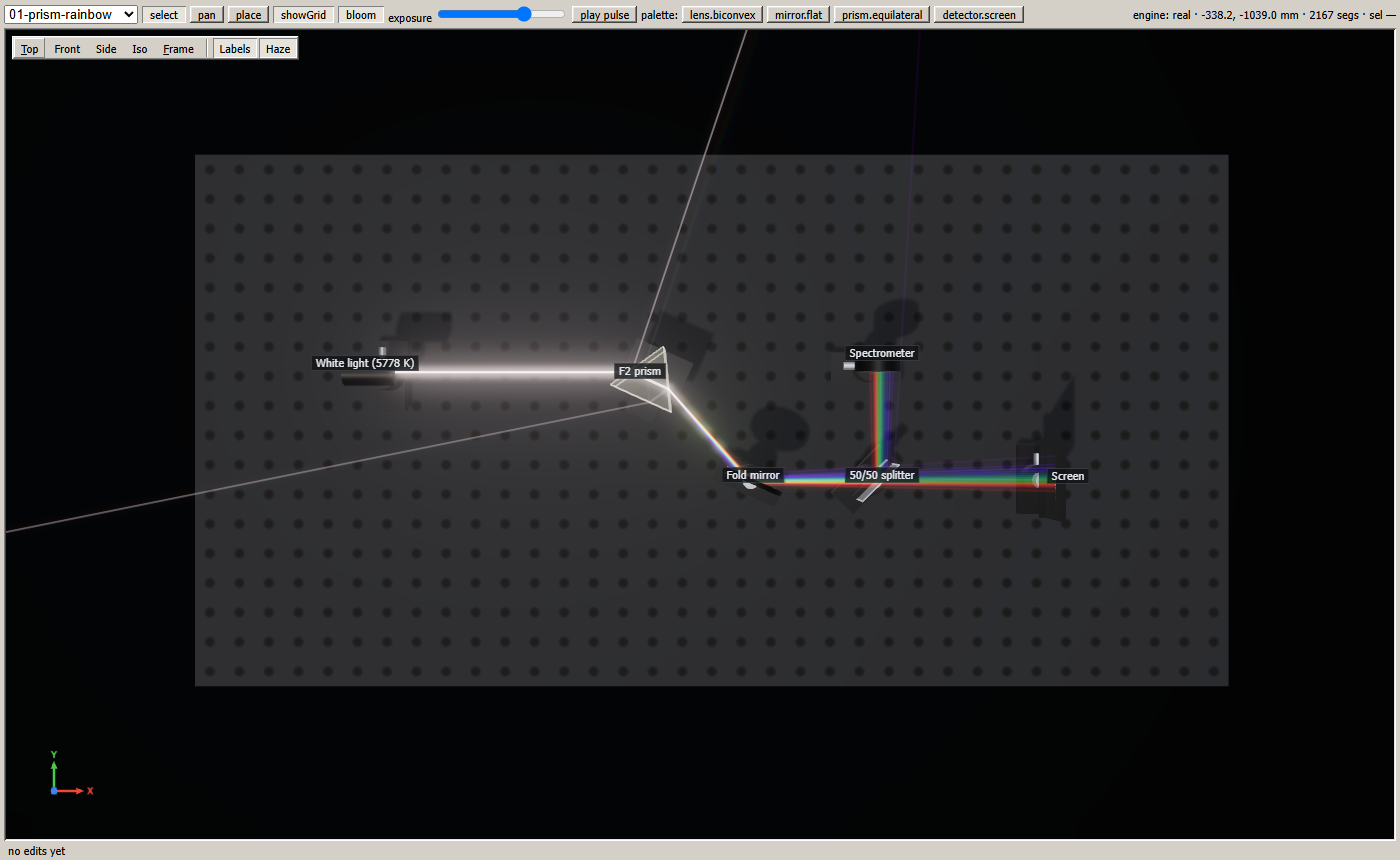 01-prism-rainbow select pan place showGrid bloom exposure play pulse palette: lens.biconvex mirror.flat prism.equilateral detector.screen engine: real · -338.2, -1039.0 mm · 2167 segs · sel —
Top Front Side Iso Frame Labels Haze
Spectrometer
White light (5778 K)
F2 prism
Fold mirror
50/50 splitter
Screen
Y
X
no edits yet